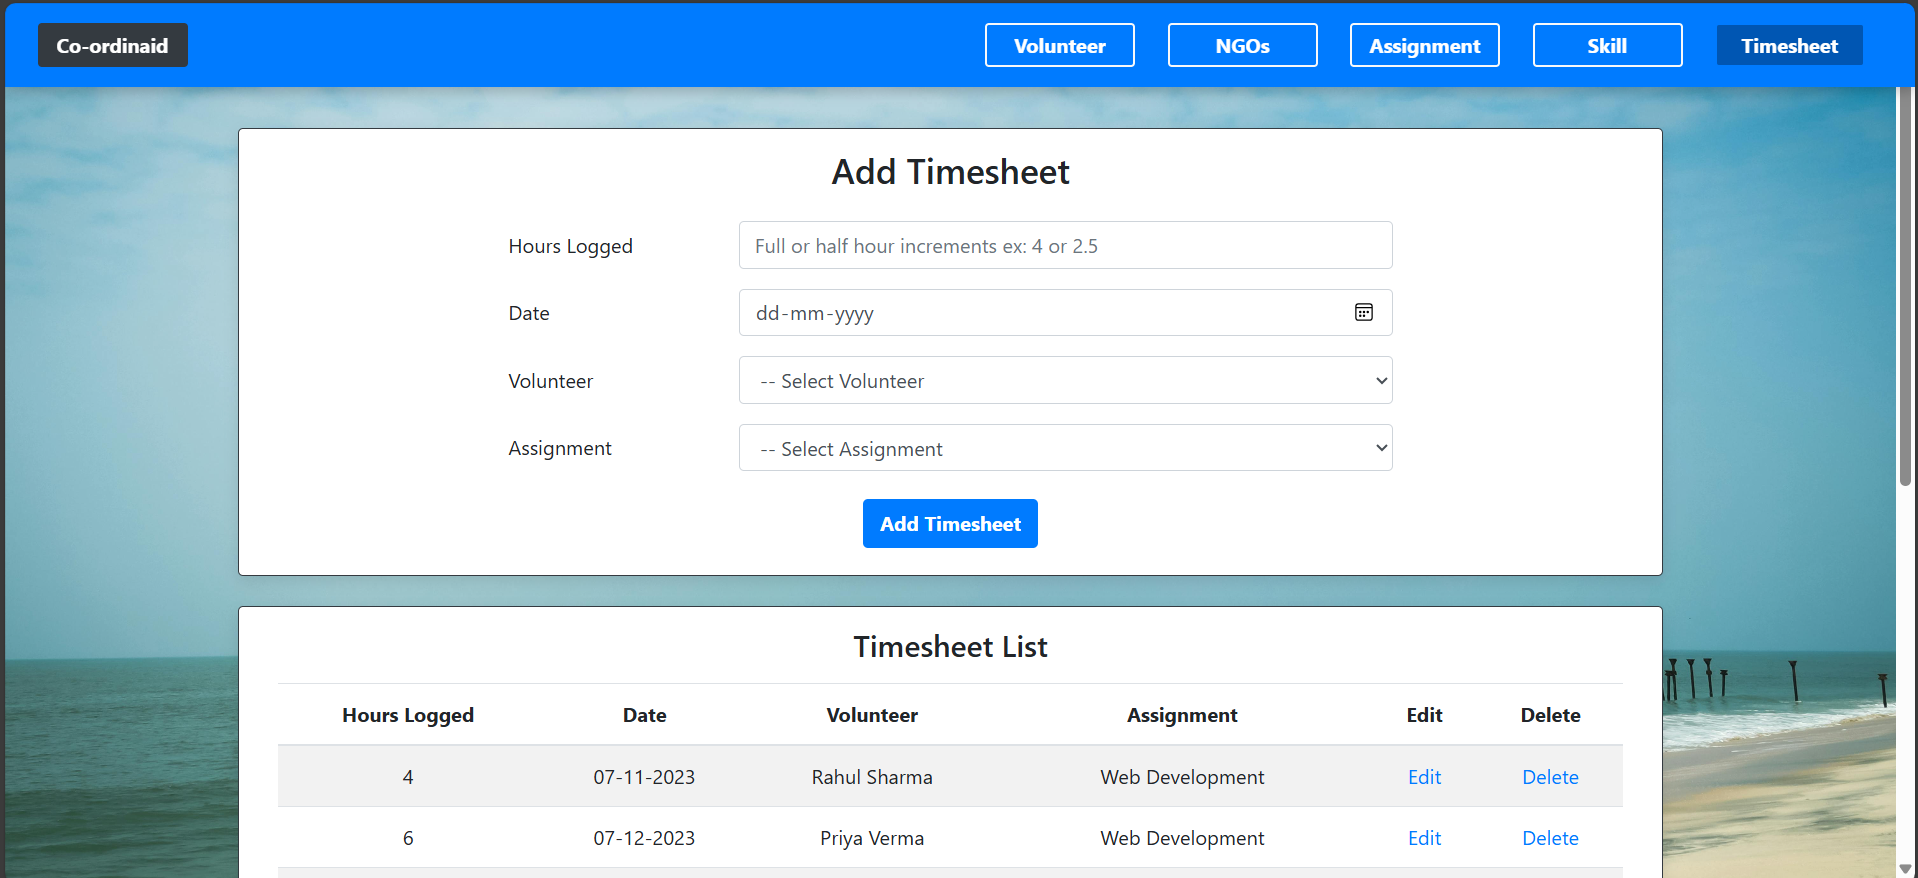 Co-ordinaid Volunteer NGOs Assignment Skill Timesheet
Add Timesheet
Hours Logged Full or half hour increments ex: 4 or 2.5
Date dd-mm-yyyy
Volunteer -- Select Volunteer
Assignment -- Select Assignment
Add Timesheet
Timesheet List
Hours Logged Date Volunteer Assignment Edit Delete
4 07-11-2023 Rahul Sharma Web Development Edit Delete
6 07-12-2023 Priya Verma Web Development Edit Delete